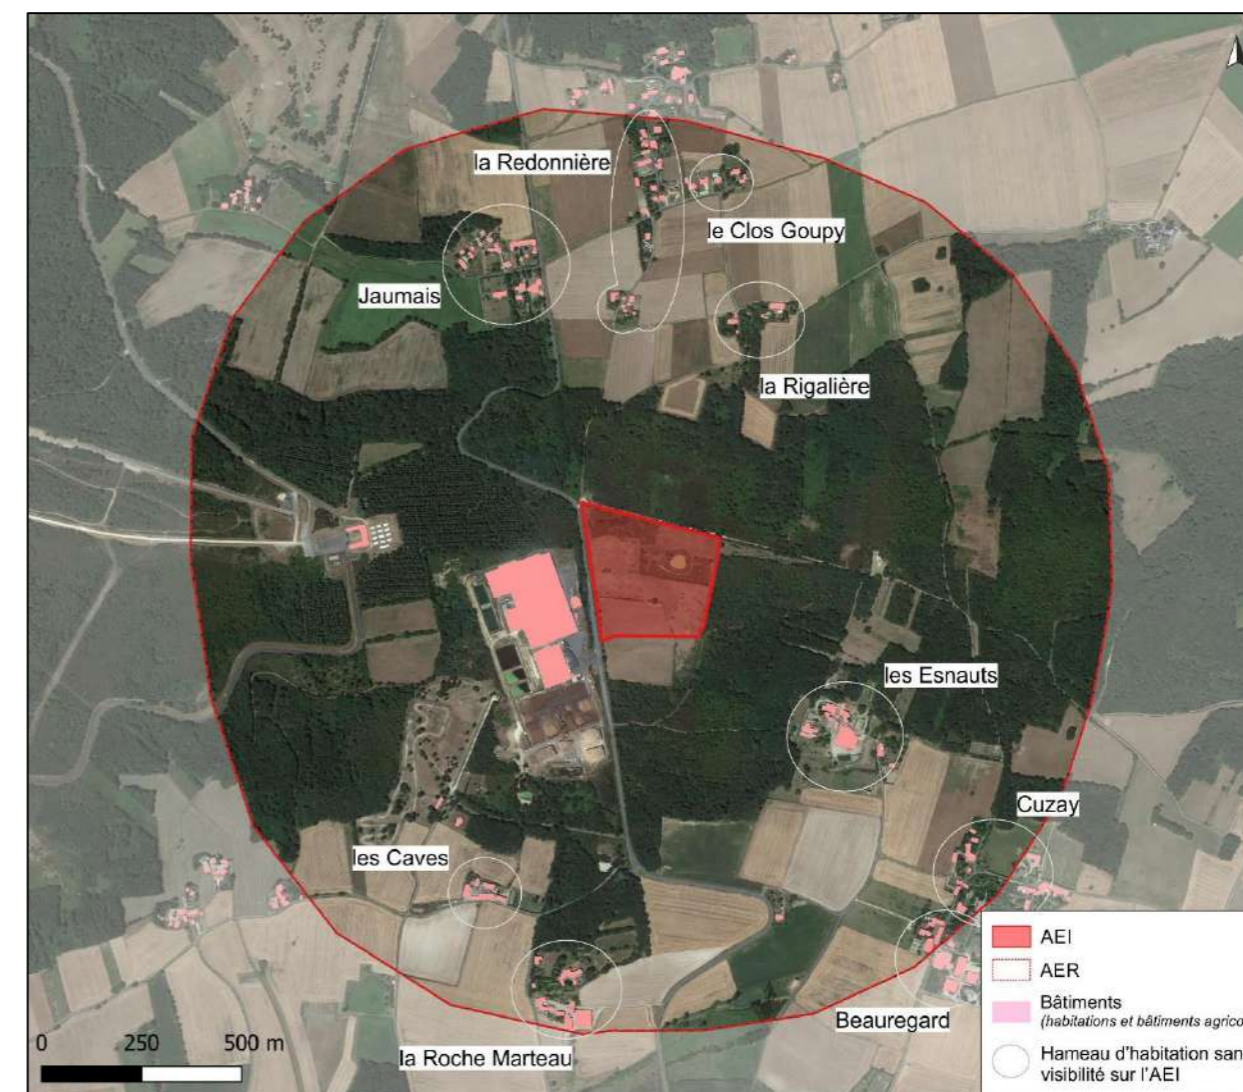 la Redonnière
le Clos Goupy
Jaumais
la Rigalière
les Esnauts
Cuzay
les Caves
Beauregard
la Roche Marteau
0 250 500 m
AEI
AER
Bâtiments
(habitations et bâtiments agrico
Hameau d'habitation san
visibilité sur l'AEI